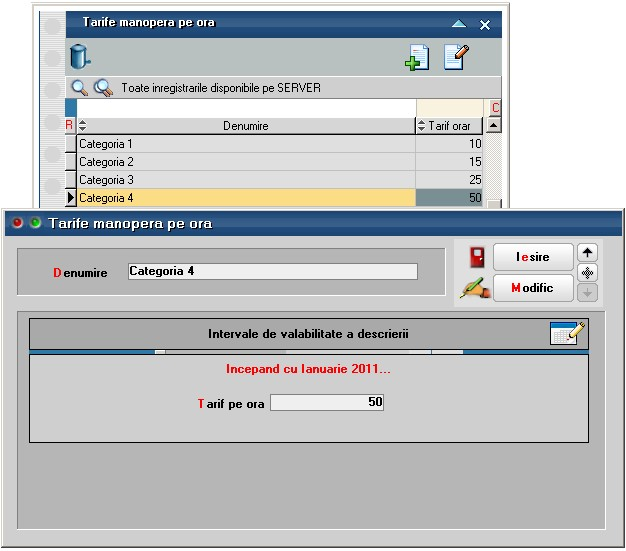 Tarife manopera pe ora
Toate inregistrarile disponibile pe SERVER
C
R Denumire Tarif orar
Categoria 1 10
Categoria 2 15
Categoria 3 25
Categoria 4 50
Tarife manopera pe ora
Denumire Categoria 4
Iesire
Modific
Intervale de valabilitate a descrierii
Incepand cu Ianuarie 2011...
Tarif pe ora 50